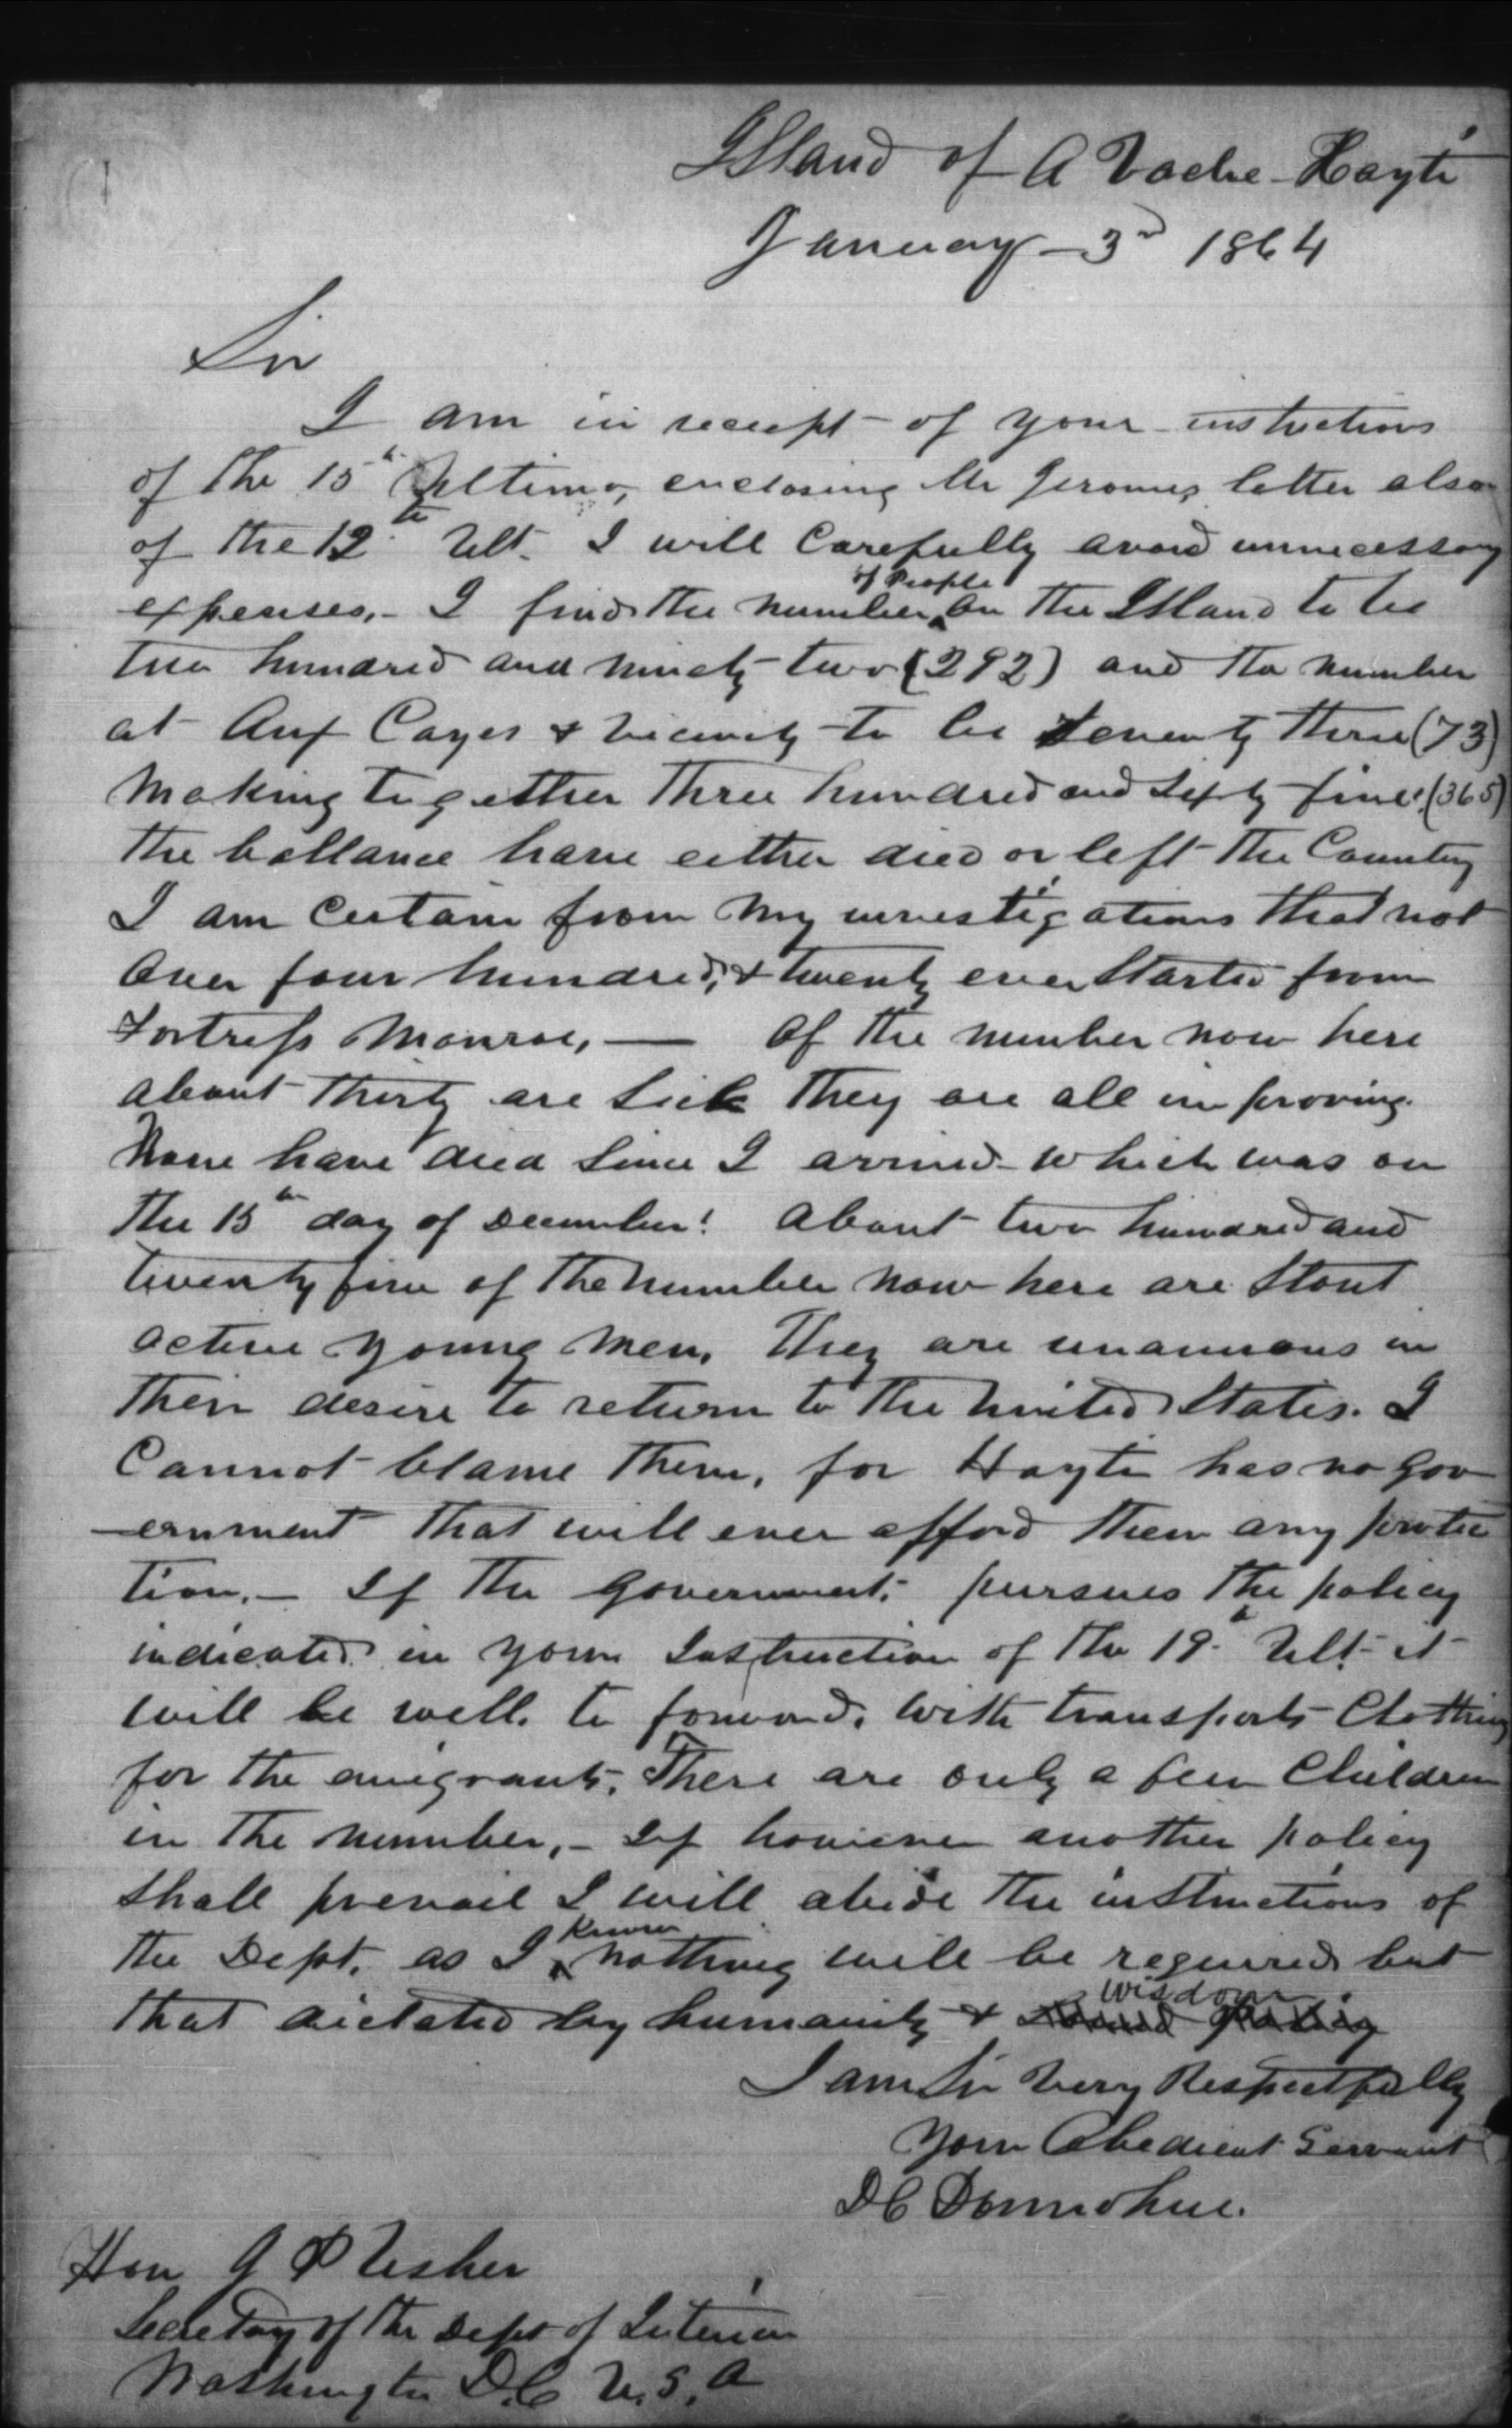 Island of A Vache - Hayti
January - 3d 1864
Sir
I am in receipt of your instructions
of the 15th Ultimo, enclosing Mr Jeromes letter also
of the 12th Ult. I will Carefully avoid unnecessary
expenses. - I find the number of People on the Island to be
two hundred and ninety two (292) and the number
at Aux Cayes & vicinity to be Seventy three (73)
Making together Three hundred and Sixty five (365)
the ballance have either died or left the Country
I am Certain from My investigations that not
Over four hundred, & twenty ever Started from
Fortress Monroe, — Of the number now here
about Thirty are Sick They are all improving.
None have died Since I arrived - which was on
the 15th day of December! About two hundred and
twenty five of the number now here are Stout
active young Men. They are unanimous in
their desire to return to the United States. I
Cannot blame them, for Hayti has no Gov
-ernment that will ever afford them any protec
tion. - If the Government pursues the policy
indicated in your Instruction of the 19th Ult it
will be well to forward, with transports Clothing
for the emigrants. There are only a few Children
in the number, - If however another policy
Shall prevail I will abide the instructions of
the Dept. as I Know nothing will be required but
that dictated by humanity & Sound policy wisdom
I am Sir Very Respectfully
Your Obedient Servant
D C Donnohue.
Hon J P Usher
Secretary of the Dept of Interior
Washington D.C. U.S.A